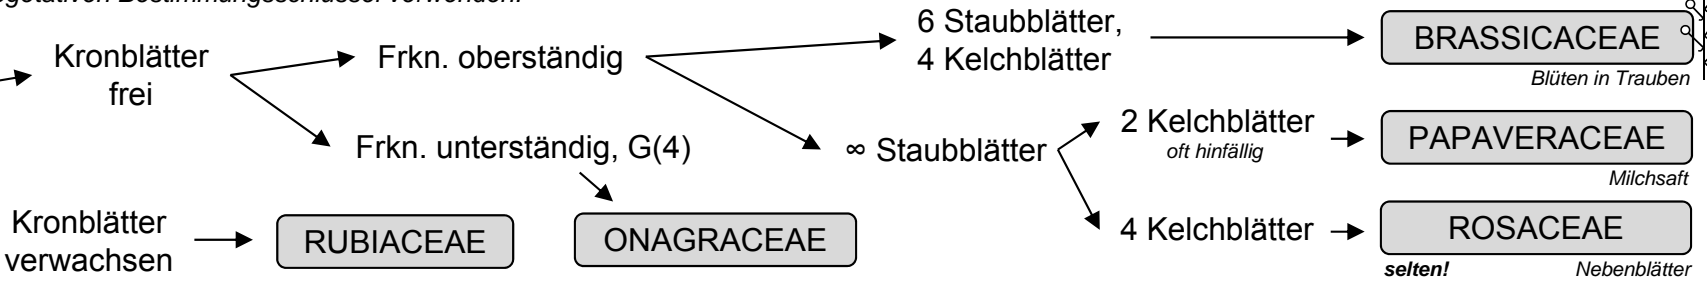 vegetativen Bestimmungsschlüssel verwenden!
Kronblätter
frei
Frkn. oberständig
6 Staubblätter,
4 Kelchblätter
BRASSICACEAE
Blüten in Trauben
Frkn. unterständig, G(4)
∞ Staubblätter
2 Kelchblätter
oft hinfällig
PAPAVERACEAE
Milchsaft
Kronblätter
verwachsen
RUBIACEAE
ONAGRACEAE
4 Kelchblätter
ROSACEAE
selten!
Nebenblätter